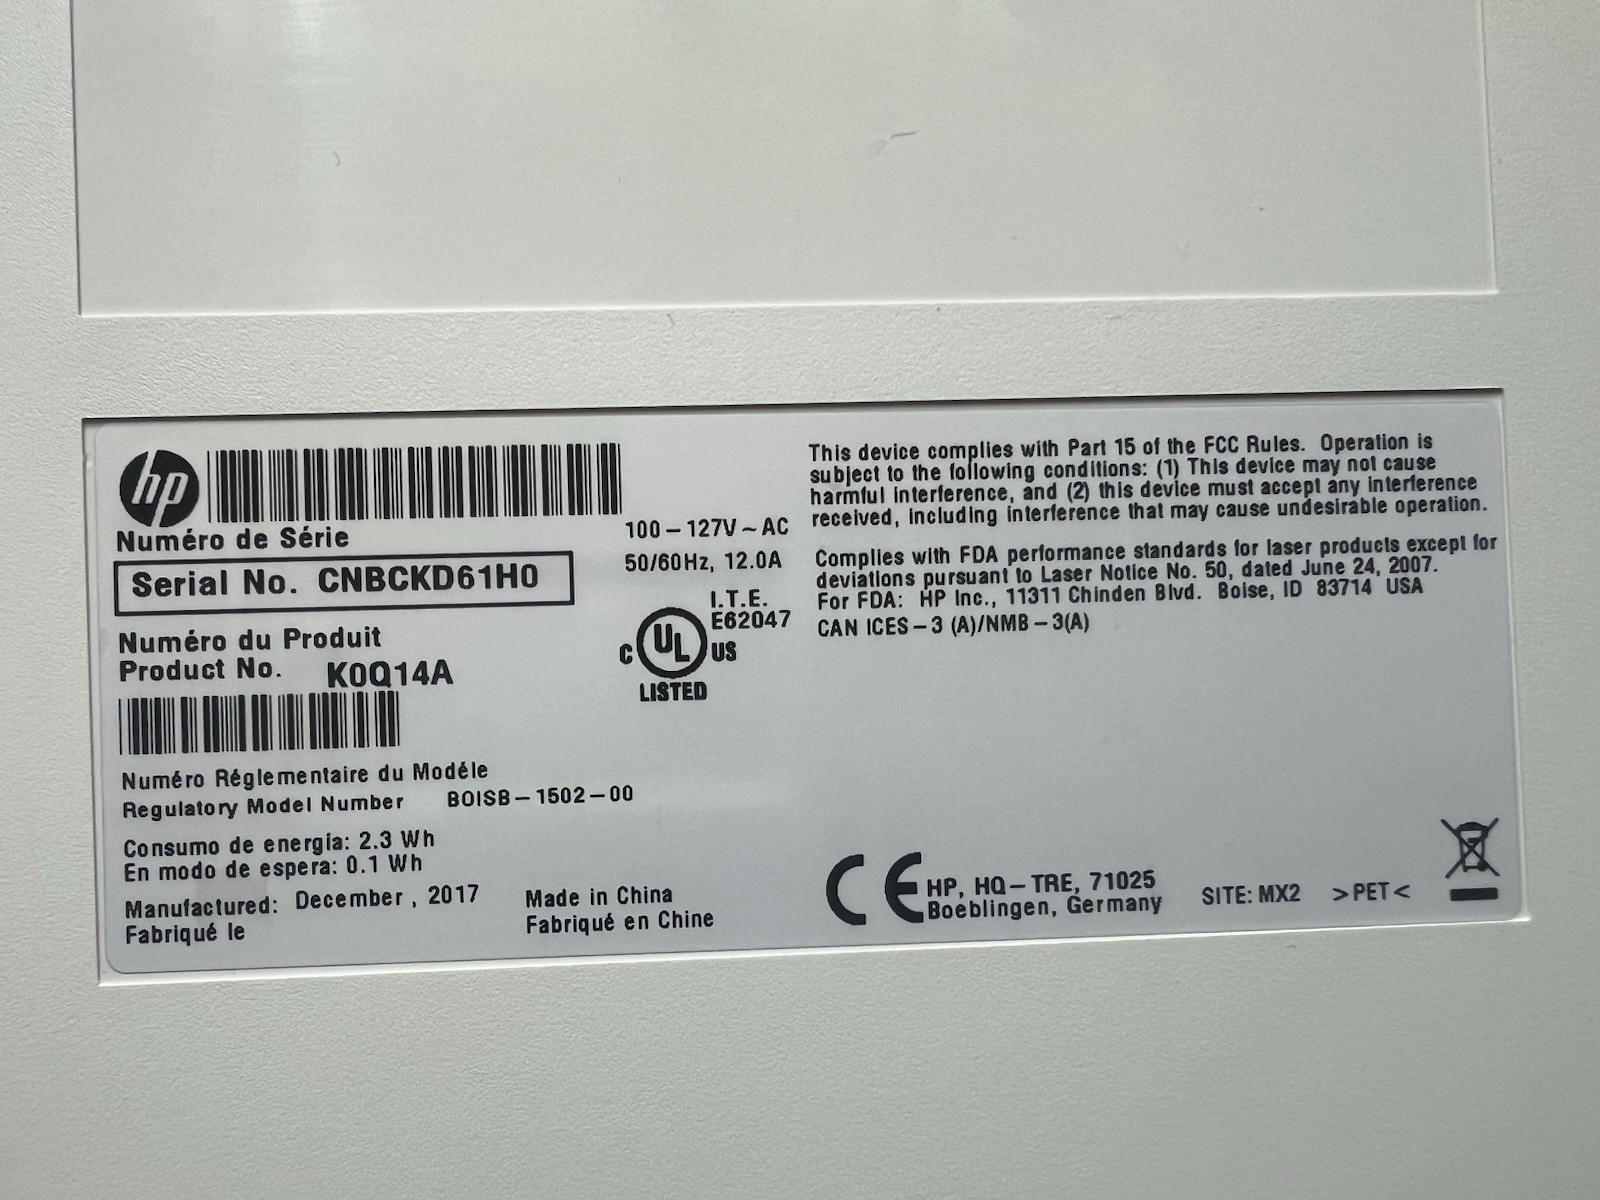 hp
Numéro de Série
Serial No. CNBCKD61H0
Numéro du Produit
Product No. K0Q14A
Numéro Réglementaire du Modéle
Regulatory Model Number BOISB-1502-00
Consumo de energía: 2.3 Wh
En modo de espera: 0.1 Wh
Manufactured: December, 2017
Fabriqué le
Made in China
Fabriqué en Chine
100-127V~AC
50/60Hz, 12.0A
I.T.E.
E62047
C UL US
LISTED
This device complies with Part 15 of the FCC Rules. Operation is
subject to the following conditions: (1) This device may not cause
harmful interference, and (2) this device must accept any interference
received, including interference that may cause undesirable operation.
Complies with FDA performance standards for laser products except for
deviations pursuant to Laser Notice No. 50, dated June 24, 2007.
For FDA: HP Inc., 11311 Chinden Blvd. Boise, ID 83714 USA
CAN ICES-3 (A)/NMB-3(A)
CE
HP, HQ-TRE, 71025
Boeblingen, Germany
SITE: MX2
>PET<